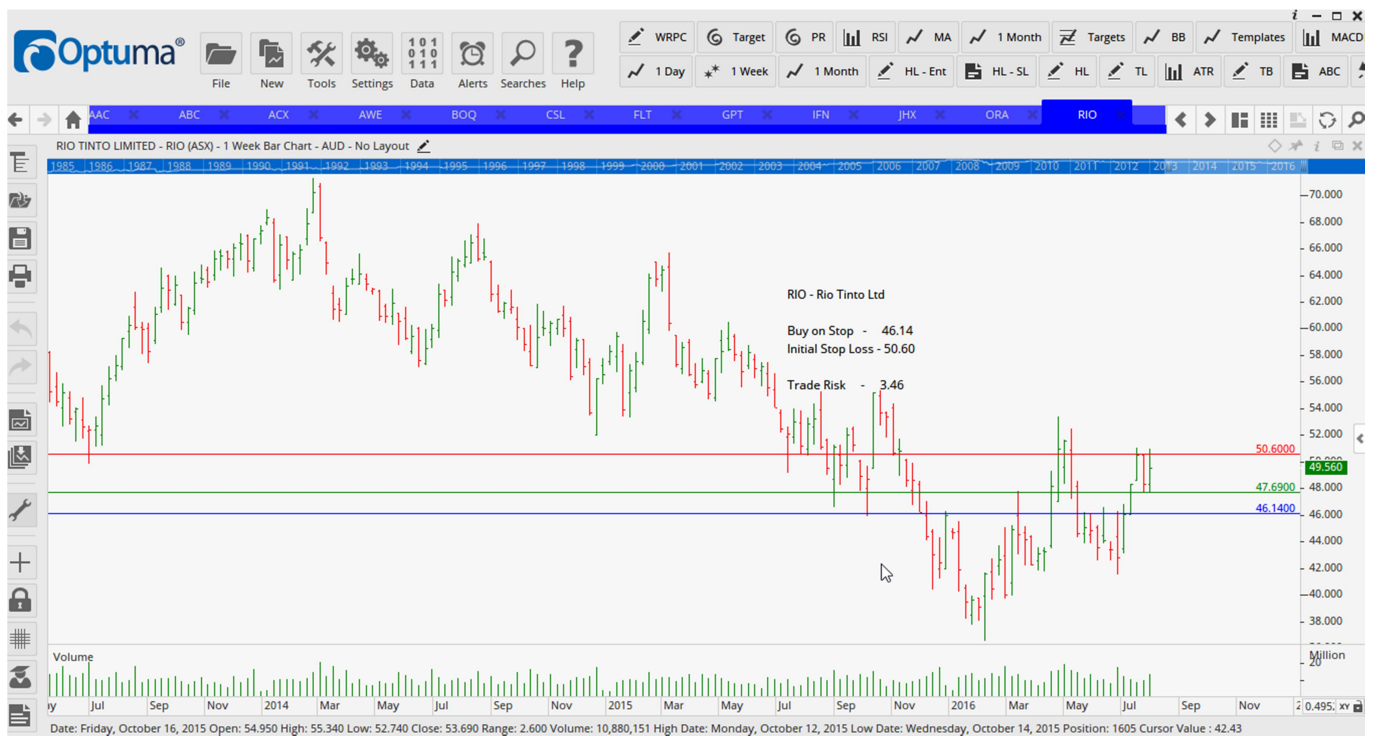 i
Optuma®
File
New
Tools
Settings
101
010
111
Data
Alerts
Searches
?
Help
WRPC
Target
PR
RSI
MA
1 Month
Targets
BB
Templates
MACD
1 Day
1 Week
1 Month
HL - Ent
HL - SL
HL
TL
ATR
TB
ABC
AAC ABC ACX AWE BOQ CSL FLT GPT IFN JHX ORA RIO
RIO TINTO LIMITED - RIO (ASX) - 1 Week Bar Chart - AUD - No Layout
i
1985 1986 1987 1988 1989 1990 1991 1992 1993 1994 1995 1996 1997 1998 1999 2000 2001 2002 2003 2004 2005 2006 2007 2008 2009 2010 2011 2012 2013 2014 2015 2016
70.000
68.000
66.000
64.000
62.000
60.000
58.000
56.000
54.000
52.000
RIO - Rio Tinto Ltd
Buy on Stop - 46.14
Initial Stop Loss - 50.60
Trade Risk - 3.46
50.6000
49.560
47.6900
48.000
46.1400
46.000
44.000
42.000
40.000
38.000
Volume
Million
20
Jul Sep Nov 2014 Mar May Jul Sep Nov 2015 Mar May Jul Sep Nov 2016 Mar May Jul Sep Nov
XY
Date: Friday, October 16, 2015 Open: 54.950 High: 55.340 Low: 52.740 Close: 53.690 Range: 2.600 Volume: 10,880,151 High Date: Monday, October 12, 2015 Low Date: Wednesday, October 14, 2015 Position: 1605 Cursor Value : 42.43